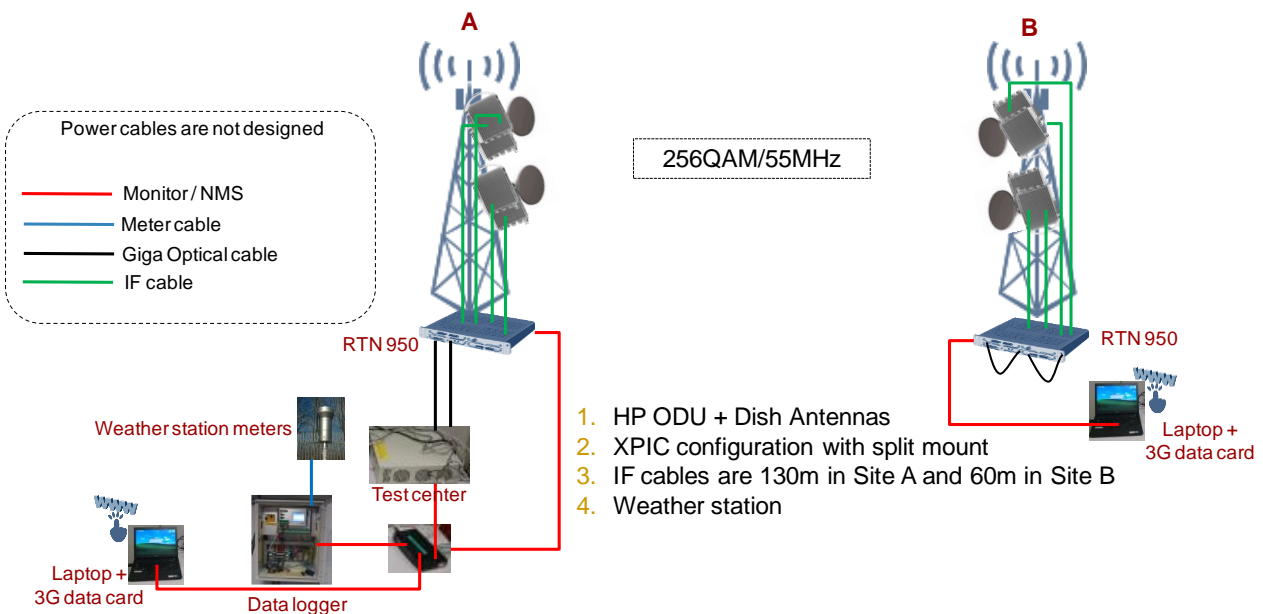 A
B
Power cables are not designed
Monitor / NMS
Meter cable
Giga Optical cable
IF cable
256QAM/55MHz
RTN 950
RTN 950
Weather station meters
Test center
www
Laptop +
3G data card
Data logger
1. HP ODU + Dish Antennas
2. XPIC configuration with split mount
3. IF cables are 130m in Site A and 60m in Site B
4. Weather station
www
Laptop +
3G data card